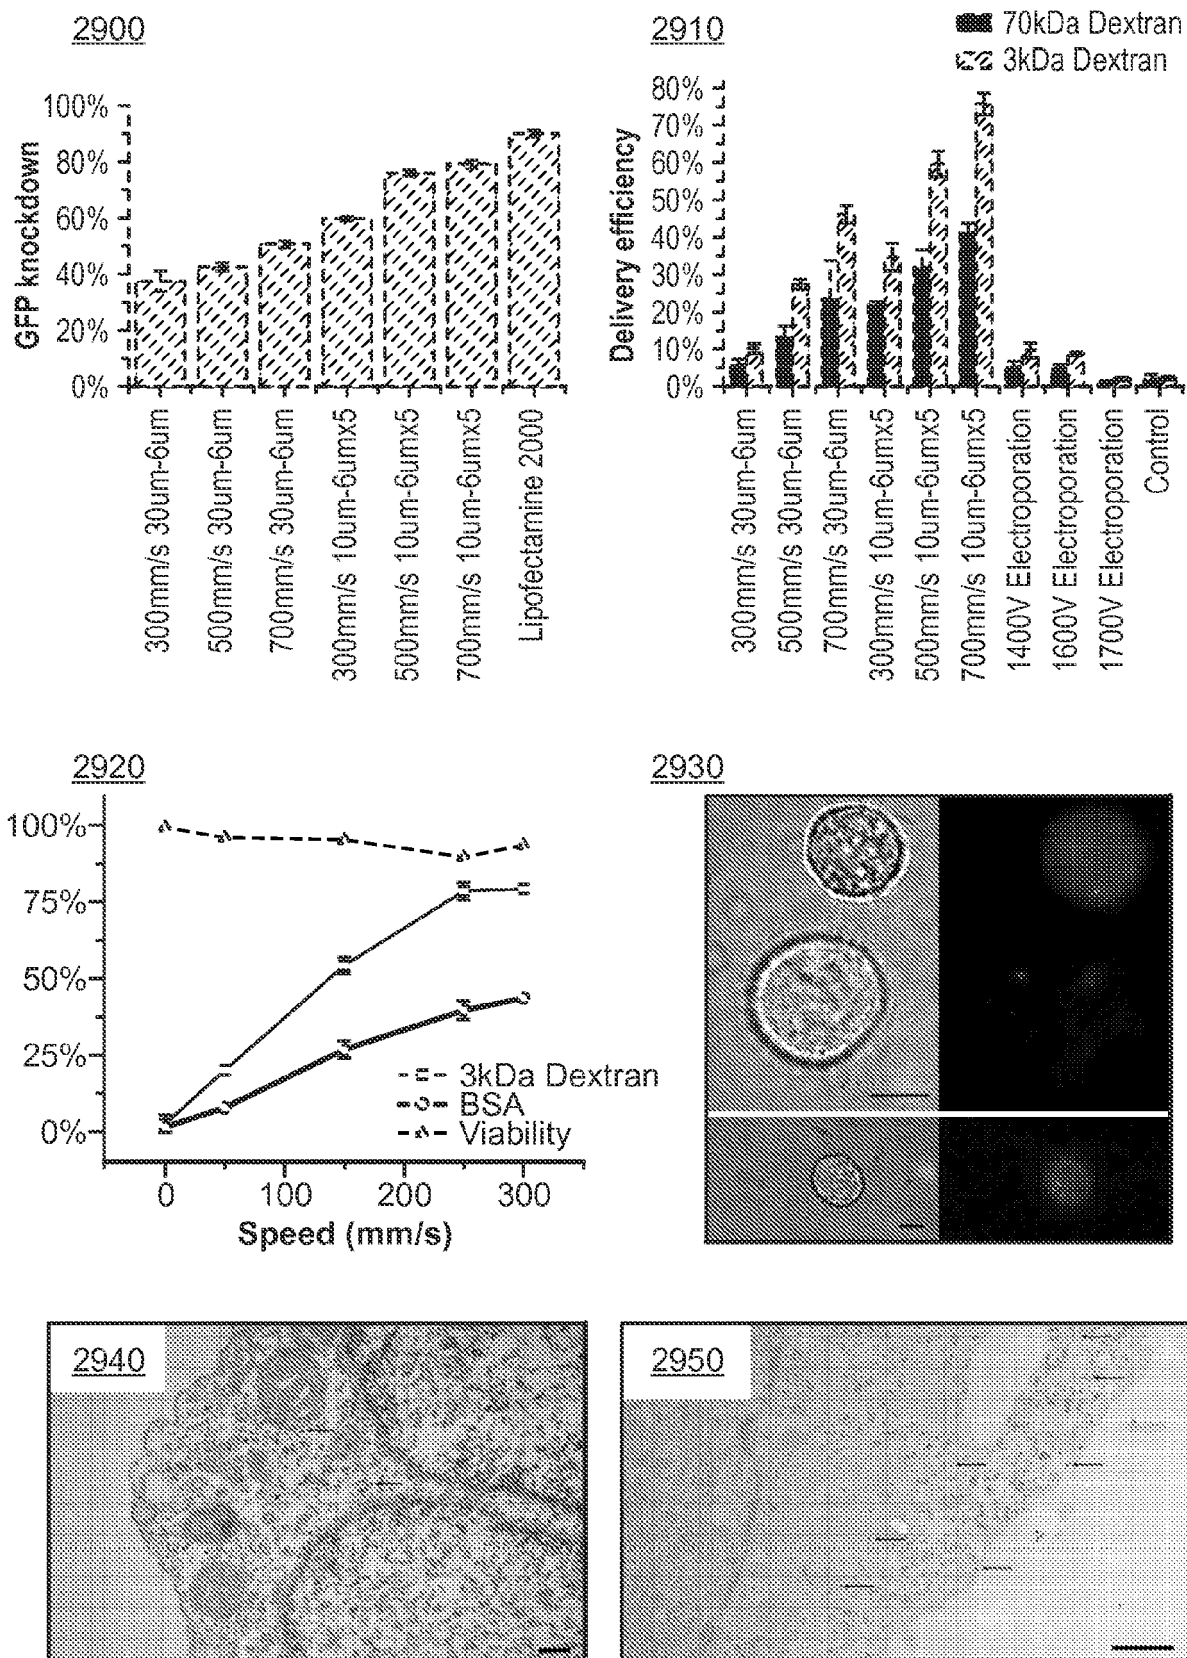 2900
GFP knockdown
100%
80%
60%
40%
20%
0%
300mm/s 30um-6um
500mm/s 30um-6um
700mm/s 30um-6um
300mm/s 10um-6umx5
500mm/s 10um-6umx5
700mm/s 10um-6umx5
Lipofectamine 2000
2910
70kDa Dextran
3kDa Dextran
Delivery efficiency
80%
70%
60%
50%
40%
30%
20%
10%
0%
300mm/s 30um-6um
500mm/s 30um-6um
700mm/s 30um-6um
300mm/s 10um-6umx5
500mm/s 10um-6umx5
700mm/s 10um-6umx5
1400V Electroporation
1600V Electroporation
1700V Electroporation
Control
2920
100%
75%
50%
25%
0%
3kDa Dextran
BSA
Viability
0 100 200 300
Speed (mm/s)
2930
2940
2950